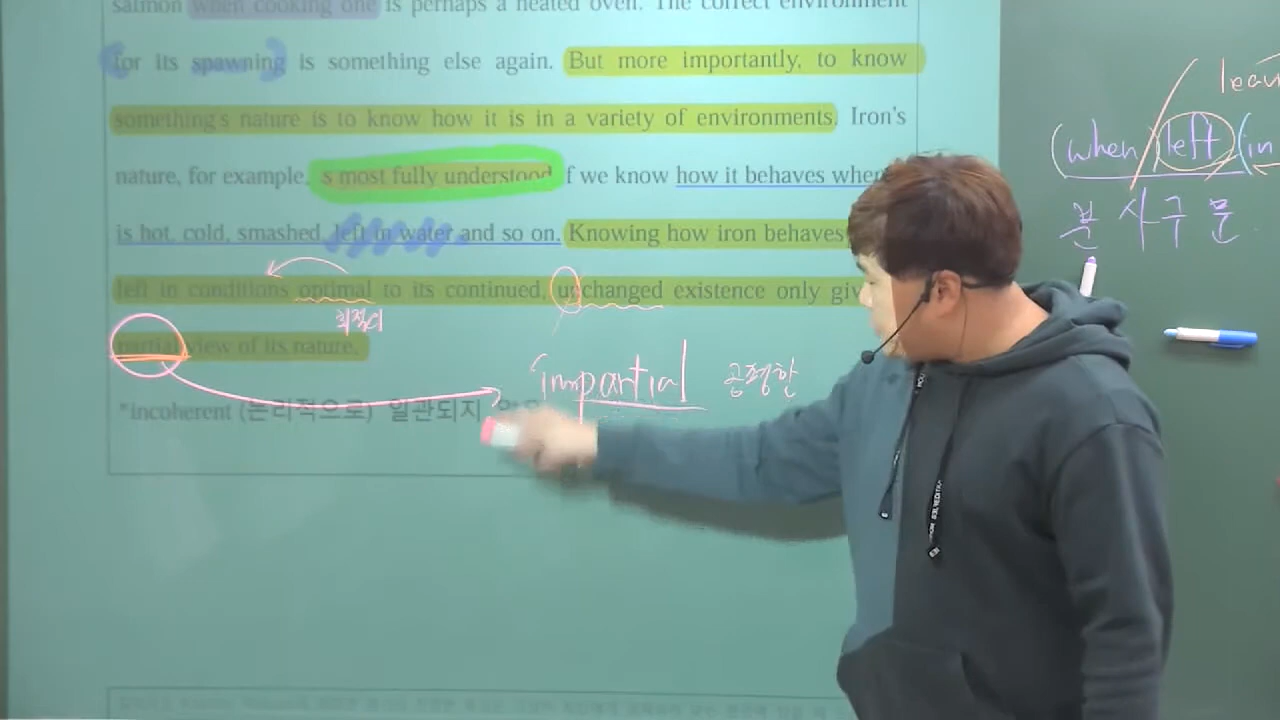 salmon when cooking one is perhaps a heated oven. The correct environment
for its spawning is something else again. But more importantly, to know
something's nature is to know how it is in a variety of environments. Iron's
nature, for example, s most fully understood f we know how it behaves when
is hot, cold, smashed, left in water and so on. Knowing how iron behaves
left in conditions optimal to its continued, unchanged existence only giv
최적의
partial view of its nature.
impartial 공평한
*incoherent (논리적으로) 일관되지
(when) left (in
분사구문